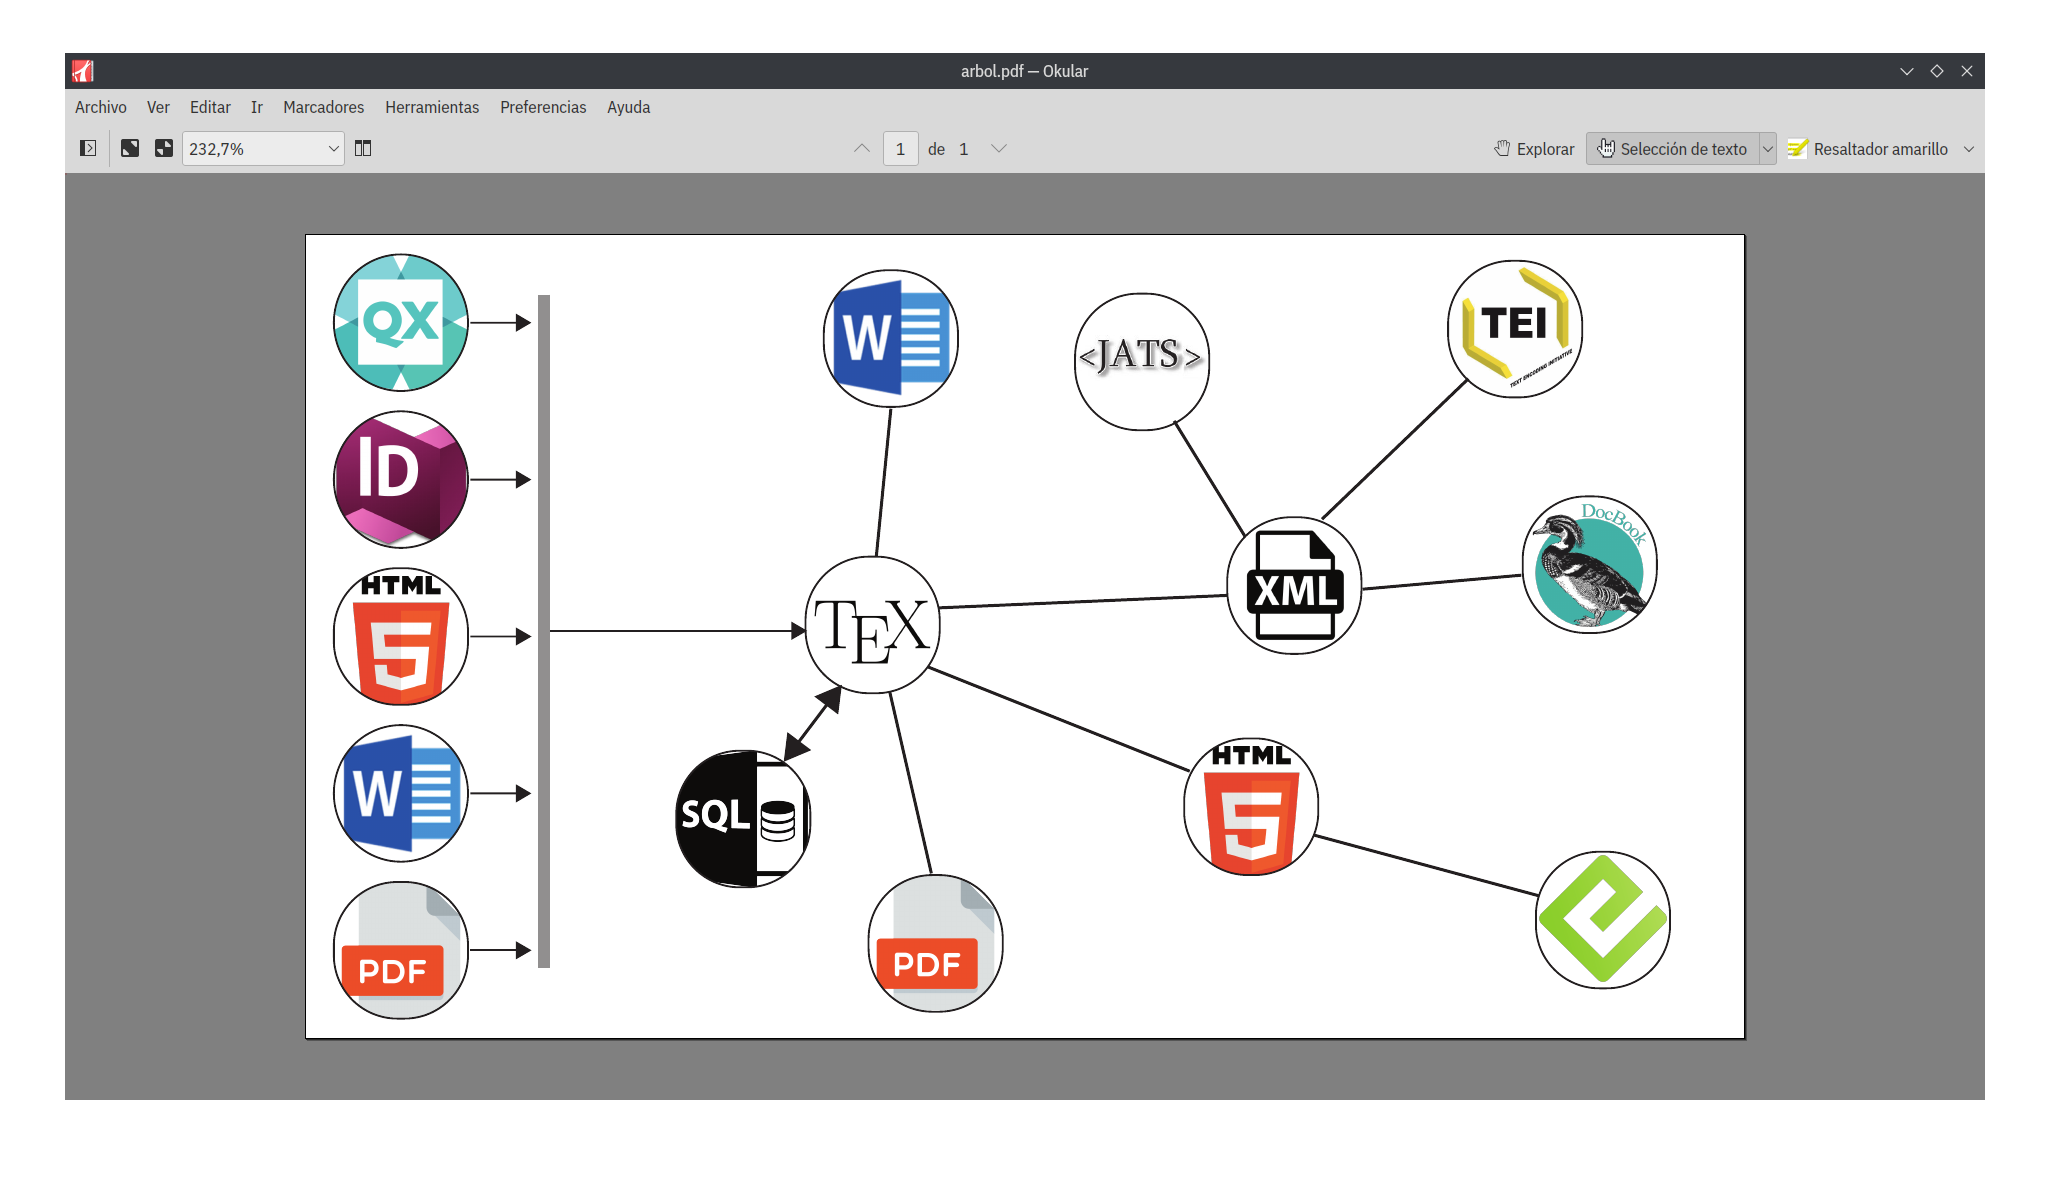 arbol.pdf — Okular
Archivo Ver Editar Ir Marcadores Herramientas Preferencias Ayuda
232,7% 1 de 1 Explorar Selección de texto Resaltador amarillo
QX
ID
HTML
5
W
PDF
W
<JATS>
TEI
TEXT ENCODING INITIATIVE
DocBook
XML
TEX
SQL
PDF
HTML
5
e